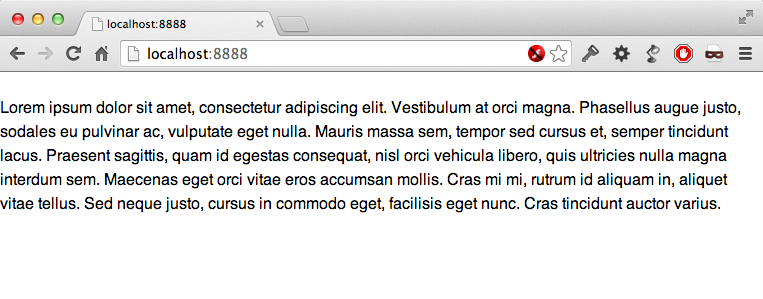 localhost:8888
localhost:8888
Lorem ipsum dolor sit amet, consectetur adipiscing elit. Vestibulum at orci magna. Phasellus augue justo,
sodales eu pulvinar ac, vulputate eget nulla. Mauris massa sem, tempor sed cursus et, semper tincidunt
lacus. Praesent sagittis, quam id egestas consequat, nisl orci vehicula libero, quis ultricies nulla magna
interdum sem. Maecenas eget orci vitae eros accumsan mollis. Cras mi mi, rutrum id aliquam in, aliquet
vitae tellus. Sed neque justo, cursus in commodo eget, facilisis eget nunc. Cras tincidunt auctor varius.